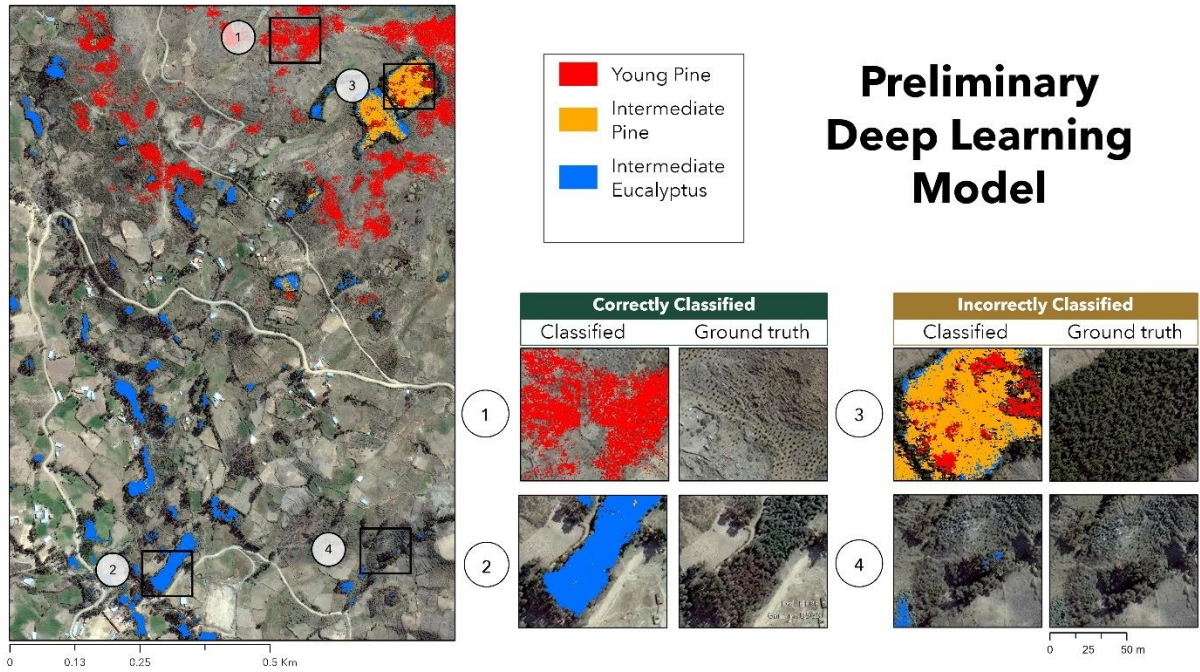 1
3
2
4
0
0.13
0.25
0.5 Km
Young Pine
Intermediate
Pine
Intermediate
Eucalyptus
Preliminary
Deep Learning
Model
Correctly Classified
Classified
Ground truth
1
2
Incorrectly Classified
Classified
Ground truth
3
4
0
25
50 m